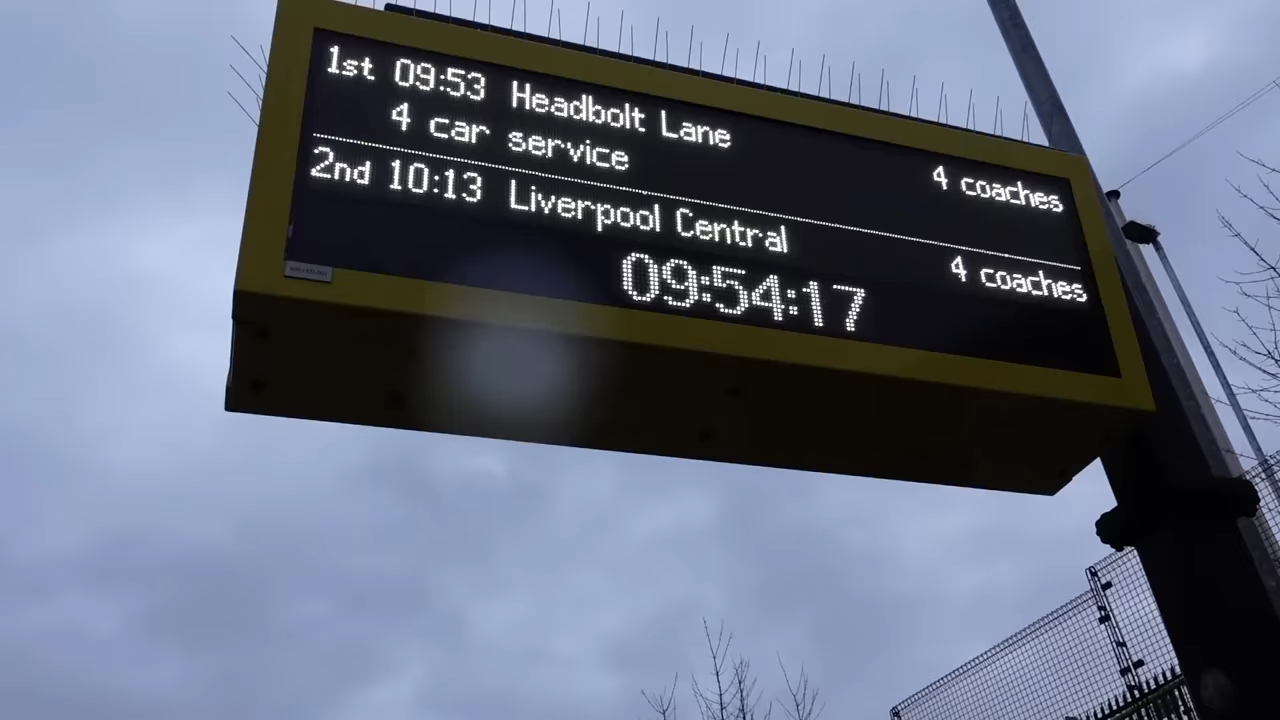 1st 09:53 Headbolt Lane
4 car service 4 coaches
2nd 10:13 Liverpool Central
4 coaches
09:54:17